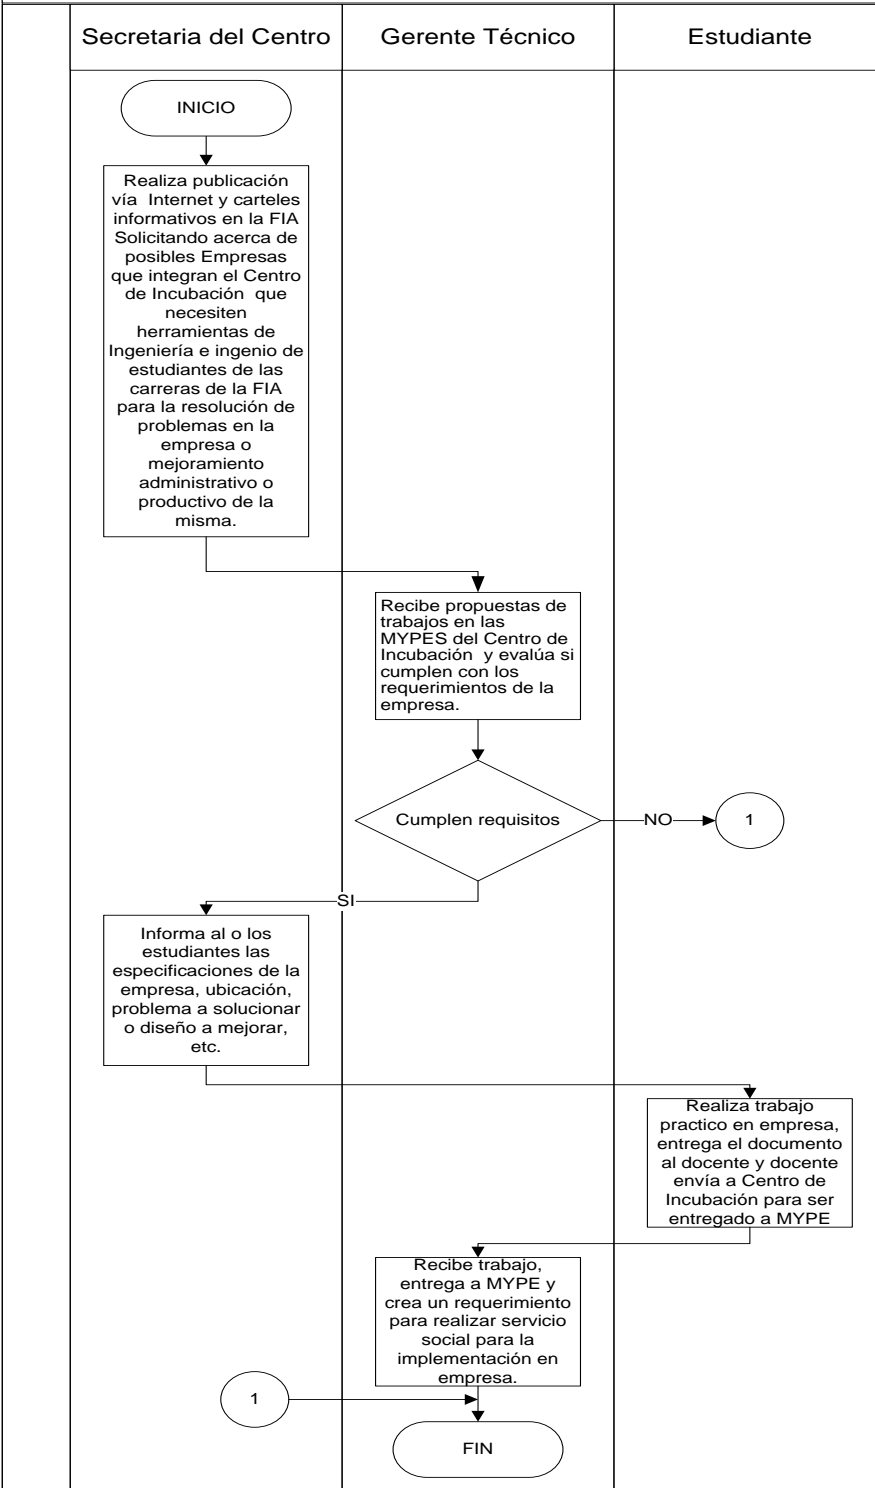 Secretaria del Centro
Gerente Técnico
Estudiante
INICIO
Realiza publicación
vía Internet y carteles
informativos en la FIA
Solicitando acerca de
posibles Empresas
que integran el Centro
de Incubación que
necesiten
herramientas de
Ingeniería e ingenio de
estudiantes de las
carreras de la FIA
para la resolución de
problemas en la
empresa o
mejoramiento
administrativo o
productivo de la
misma.
Recibe propuestas de
trabajos en las
MYPES del Centro de
Incubación y evalúa si
cumplen con los
requerimientos de la
empresa.
Cumplen requisitos
NO
1
SI
Informa al o los
estudiantes las
especificaciones de la
empresa, ubicación,
problema a solucionar
o diseño a mejorar,
etc.
Realiza trabajo
practico en empresa,
entrega el documento
al docente y docente
envía a Centro de
Incubación para ser
entregado a MYPE
Recibe trabajo,
entrega a MYPE y
crea un requerimiento
para realizar servicio
social para la
implementación en
empresa.
1
FIN